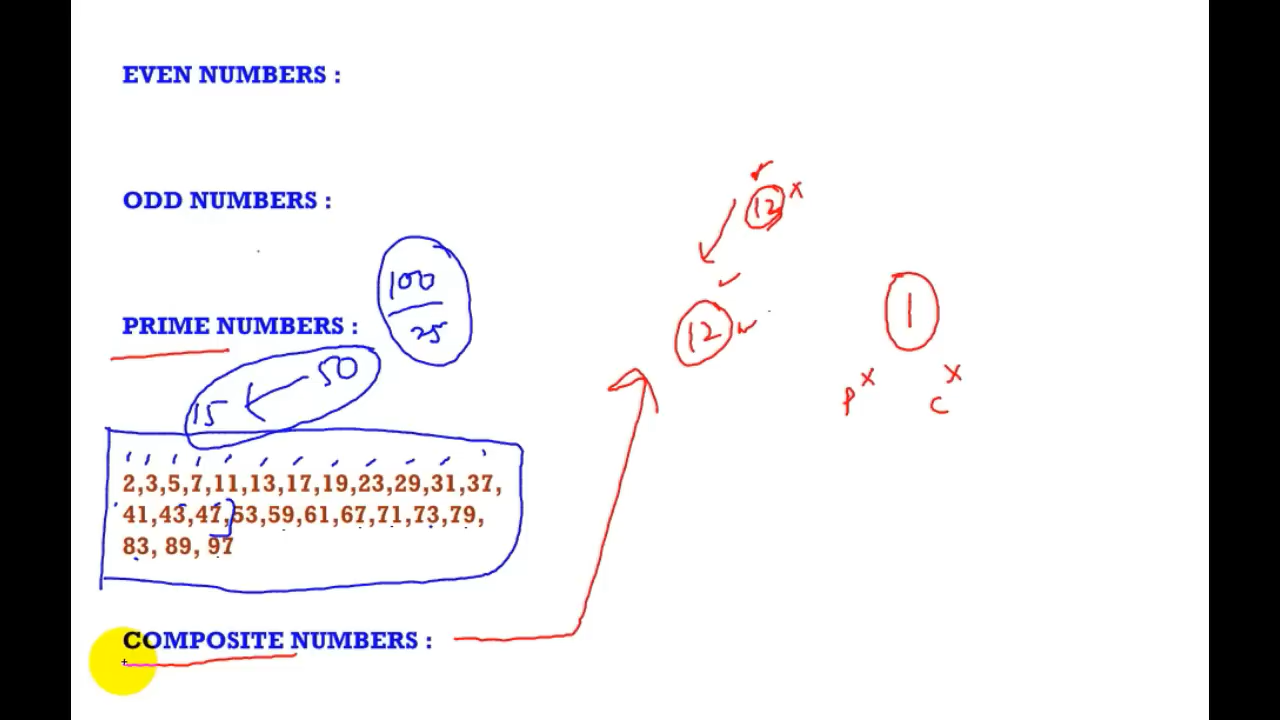 EVEN NUMBERS :
ODD NUMBERS :
12 x
100
25
PRIME NUMBERS :
12
1
50
15
P x
C x
2,3,5,7,11,13,17,19,23,29,31,37,
41,43,47,53,59,61,67,71,73,79,
83, 89, 97
COMPOSITE NUMBERS :